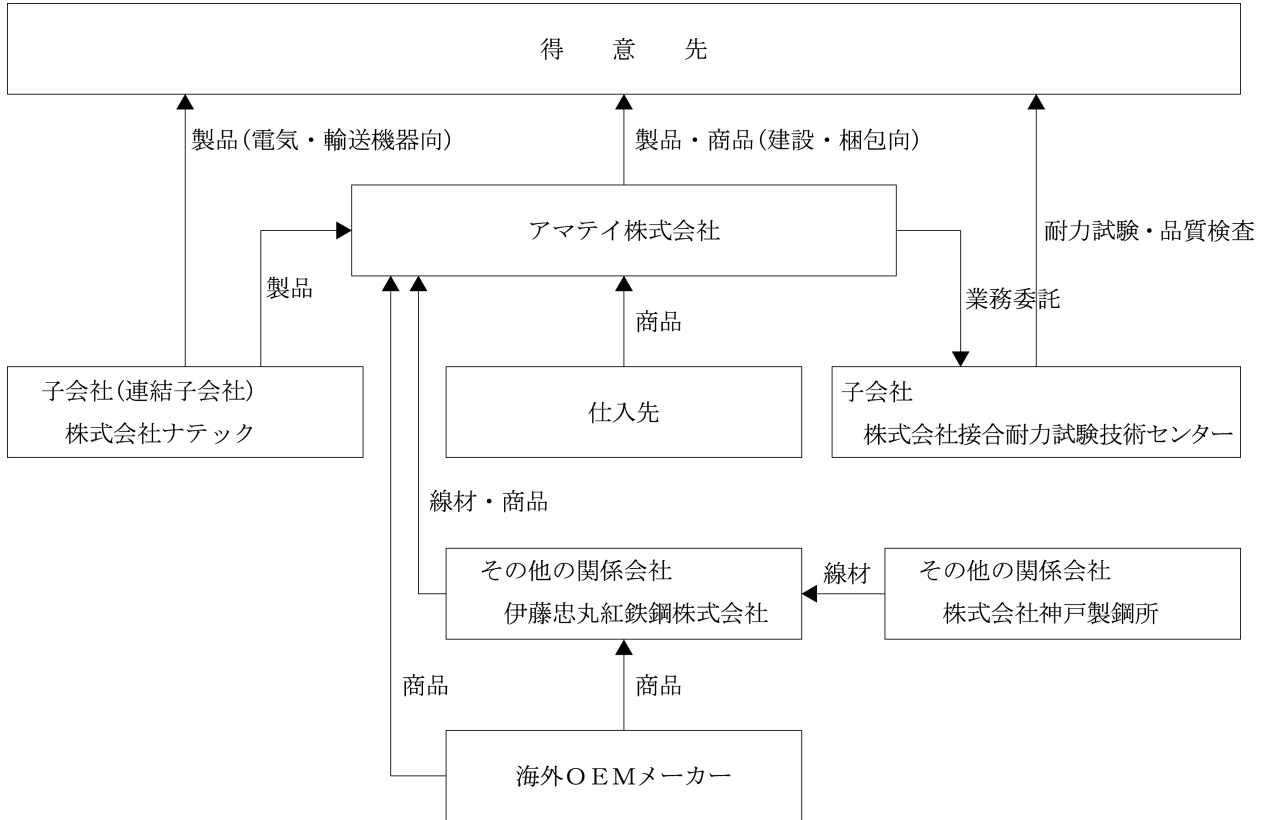 得　意　先
製品(電気・輸送機器向)
製品・商品(建設・梱包向)
アマテイ株式会社
耐力試験・品質検査
製品
商品
業務委託
子会社(連結子会社)
株式会社ナテック
仕入先
子会社
株式会社接合耐力試験技術センター
線材・商品
その他の関係会社
伊藤忠丸紅鉄鋼株式会社
線材
その他の関係会社
株式会社神戸製鋼所
商品
商品
海外ＯＥＭメーカー